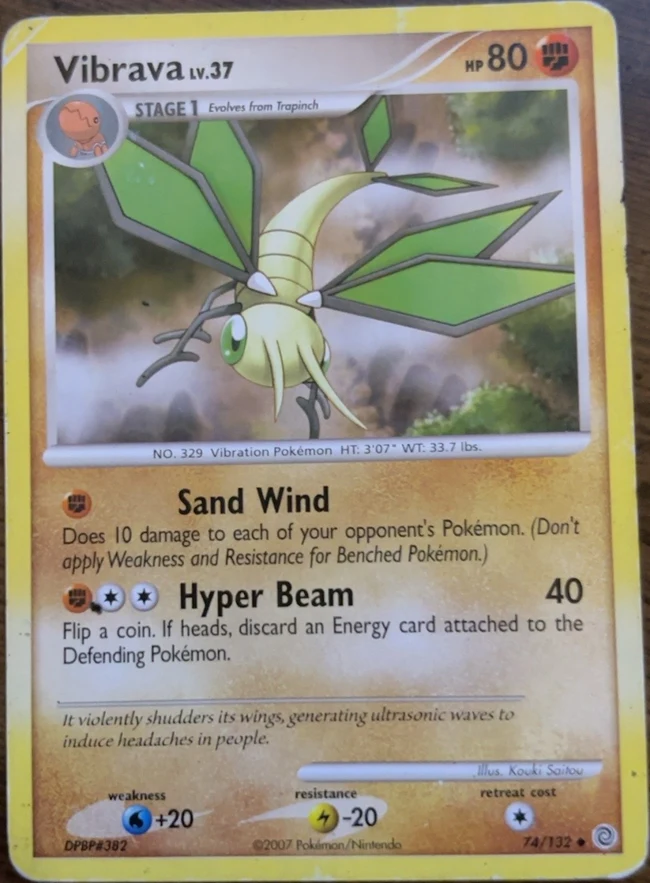 Vibrava LV.37
HP 80
STAGE 1 Evolves from Trapinch
NO. 329 Vibration Pokémon HT: 3'07" WT: 33.7 lbs.
Sand Wind
Does 10 damage to each of your opponent's Pokémon. (Don't
apply Weakness and Resistance for Benched Pokémon.)
Hyper Beam 40
Flip a coin. If heads, discard an Energy card attached to the
Defending Pokémon.
It violently shudders its wings, generating ultrasonic waves to
induce headaches in people.
Illus. Kouki Saitou
weakness resistance retreat cost
+20 -20
DPBP#382 ©2007 Pokémon/Nintendo 74/132